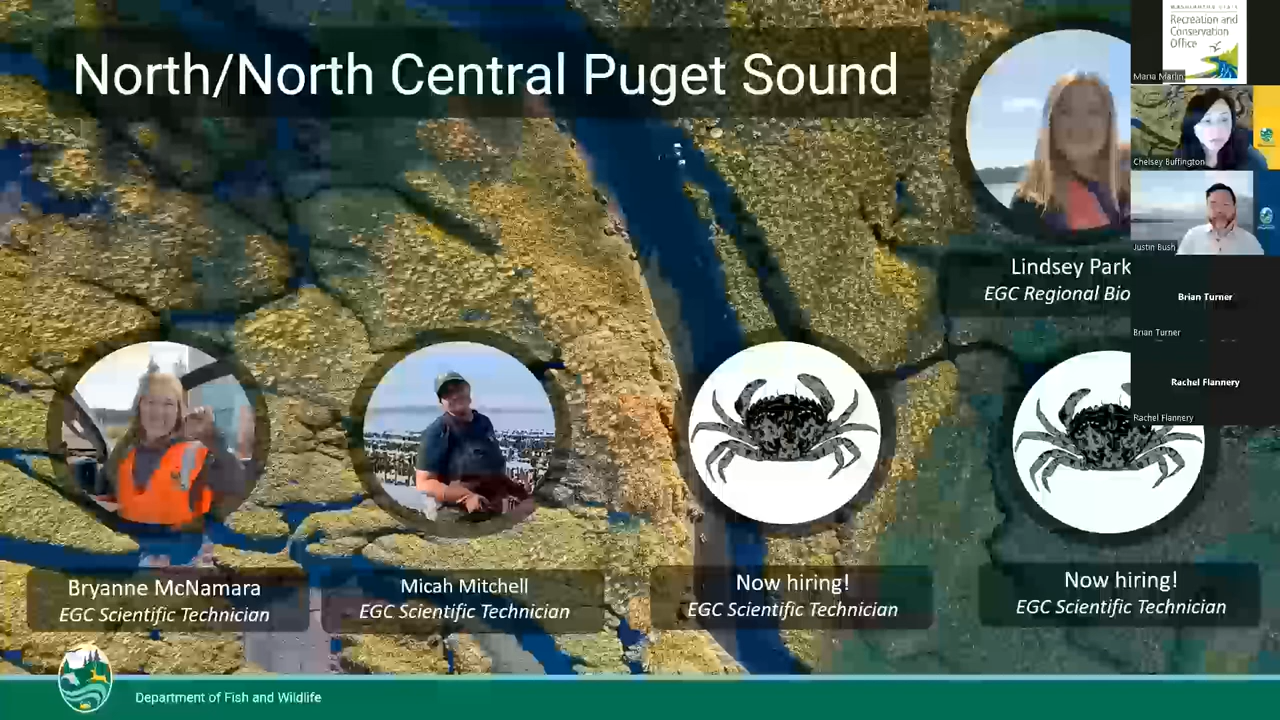 North/North Central Puget Sound
WASHINGTON STATE
Recreation and
Conservation
Office
Maria Marlin
Chelsey Buffington
Justin Bush
Lindsey Park
EGC Regional Bio
Brian Turner
Brian Turner
Rachel Flannery
Rachel Flannery
Bryanne McNamara
EGC Scientific Technician
Micah Mitchell
EGC Scientific Technician
Now hiring!
EGC Scientific Technician
Now hiring!
EGC Scientific Technician
Department of Fish and Wildlife